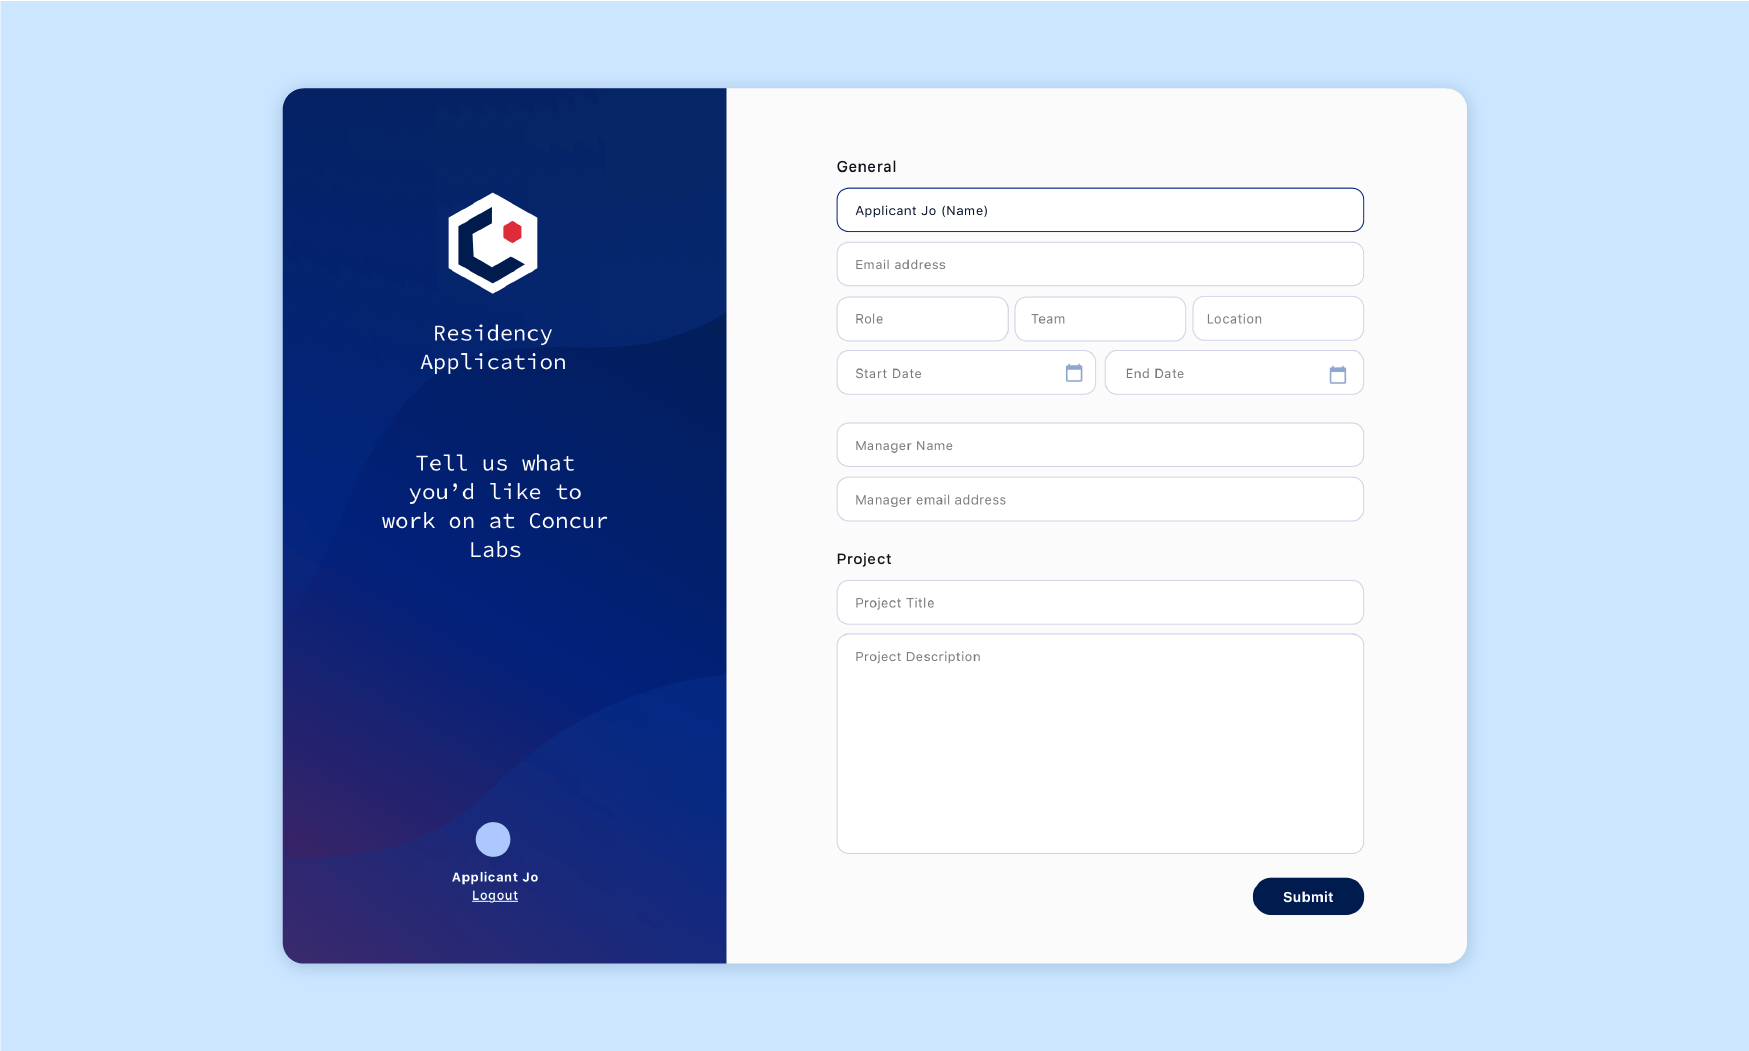 Residency
Application
Tell us what
you’d like to
work on at Concur
Labs
Applicant Jo
Logout
General
Applicant Jo (Name)
Email address
Role
Team
Location
Start Date
End Date
Manager Name
Manager email address
Project
Project Title
Project Description
Submit